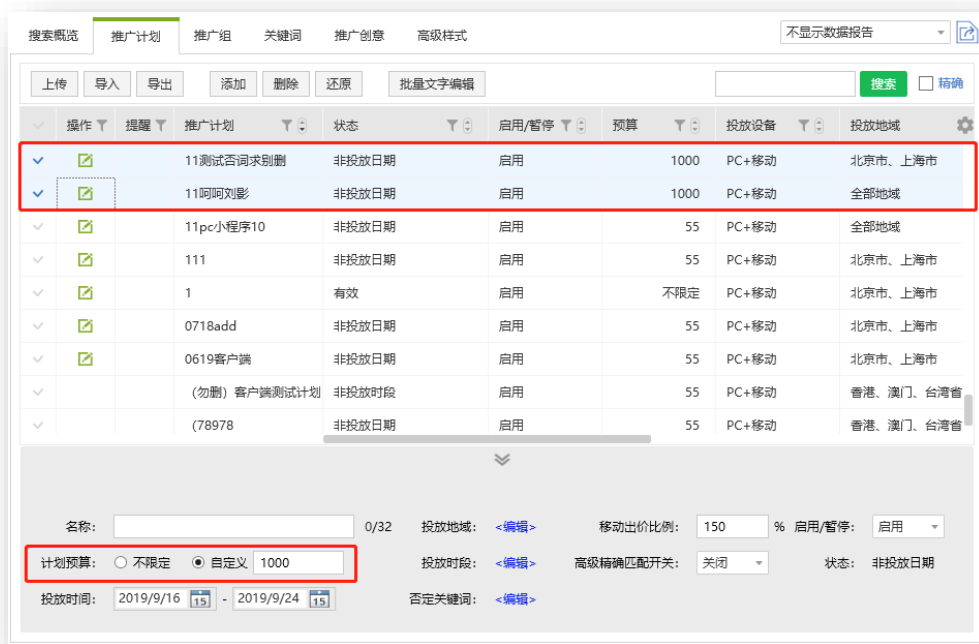 搜索概览 推广计划 推广组 关键词 推广创意 高级样式 不显示数据报告
上传 导入 导出 添加 删除 还原 批量文字编辑 搜索 精确
操作 提醒 推广计划 状态 启用/暂停 预算 投放设备 投放地域
11测试否词求别删 非投放日期 启用 1000 PC+移动 北京市、上海市
11呵呵刘影 非投放日期 启用 1000 PC+移动 全部地域
11pc小程序10 非投放日期 启用 55 PC+移动 全部地域
111 非投放日期 启用 55 PC+移动 北京市、上海市
1 有效 启用 不限定 PC+移动 北京市、上海市
0718add 非投放日期 启用 55 PC+移动 北京市、上海市
0619客户端 非投放日期 启用 55 PC+移动 北京市、上海市
（勿删）客户端测试计划 非投放时段 启用 55 PC+移动 香港、澳门、台湾省
(78978 非投放日期 启用 55 PC+移动 香港、澳门、台湾省
名称: 0/32 投放地域: <编辑> 移动出价比例: 150 % 启用/暂停: 启用
计划预算: 不限定 自定义 1000 投放时段: <编辑> 高级精确匹配开关: 关闭 状态: 非投放日期
投放时间: 2019/9/16 15 - 2019/9/24 15 否定关键词: <编辑>